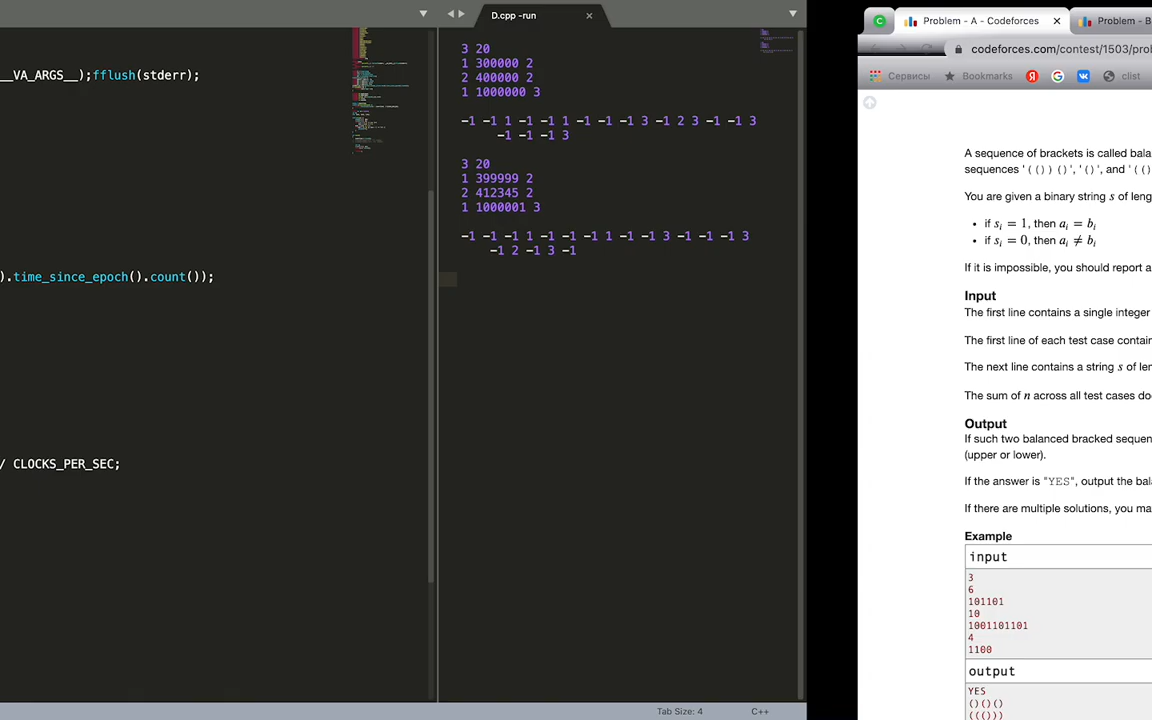 D.cpp -run
__VA_ARGS__);fflush(stderr);
).time_since_epoch().count());
/ CLOCKS_PER_SEC;
3 20
1 300000 2
2 400000 2
1 1000000 3
-1 -1 1 -1 -1 1 -1 -1 -1 3 -1 2 3 -1 -1 3
-1 -1 -1 3
3 20
1 399999 2
2 412345 2
1 1000001 3
-1 -1 -1 1 -1 -1 -1 1 -1 -1 3 -1 -1 -1 3
-1 2 -1 3 -1
Tab Size: 4 C++
Problem - A - Codeforces
Problem - B
codeforces.com/contest/1503/prob
Сервисы Bookmarks clist
A sequence of brackets is called bala
sequences '(())()', '()', and '(()
You are given a binary string s of leng
• if sᵢ = 1, then aᵢ = bᵢ
• if sᵢ = 0, then aᵢ ≠ bᵢ
If it is impossible, you should report a
Input
The first line contains a single integer
The first line of each test case contain
The next line contains a string s of len
The sum of n across all test cases do
Output
If such two balanced bracked sequen
(upper or lower).
If the answer is "YES", output the bal
If there are multiple solutions, you ma
Example
input
3
6
101101
10
1001101101
4
1100
output
YES
()()()
((()))